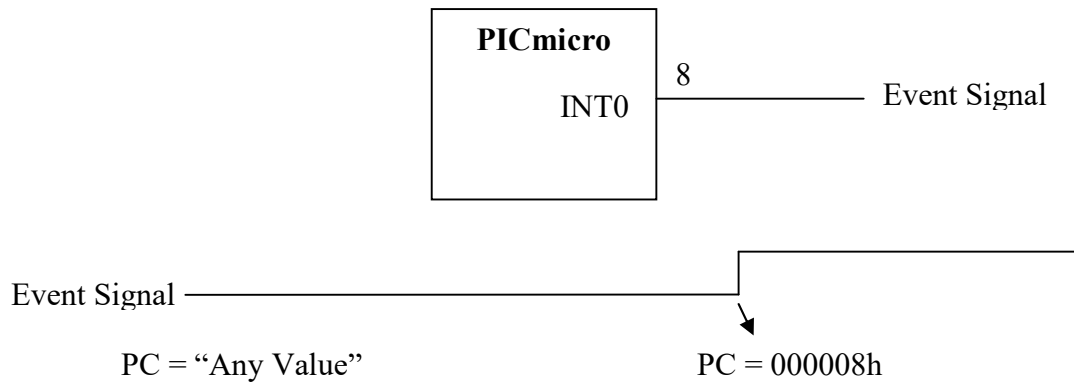 PICmicro
8
INT0
Event Signal
Event Signal
PC = “Any Value”
PC = 000008h